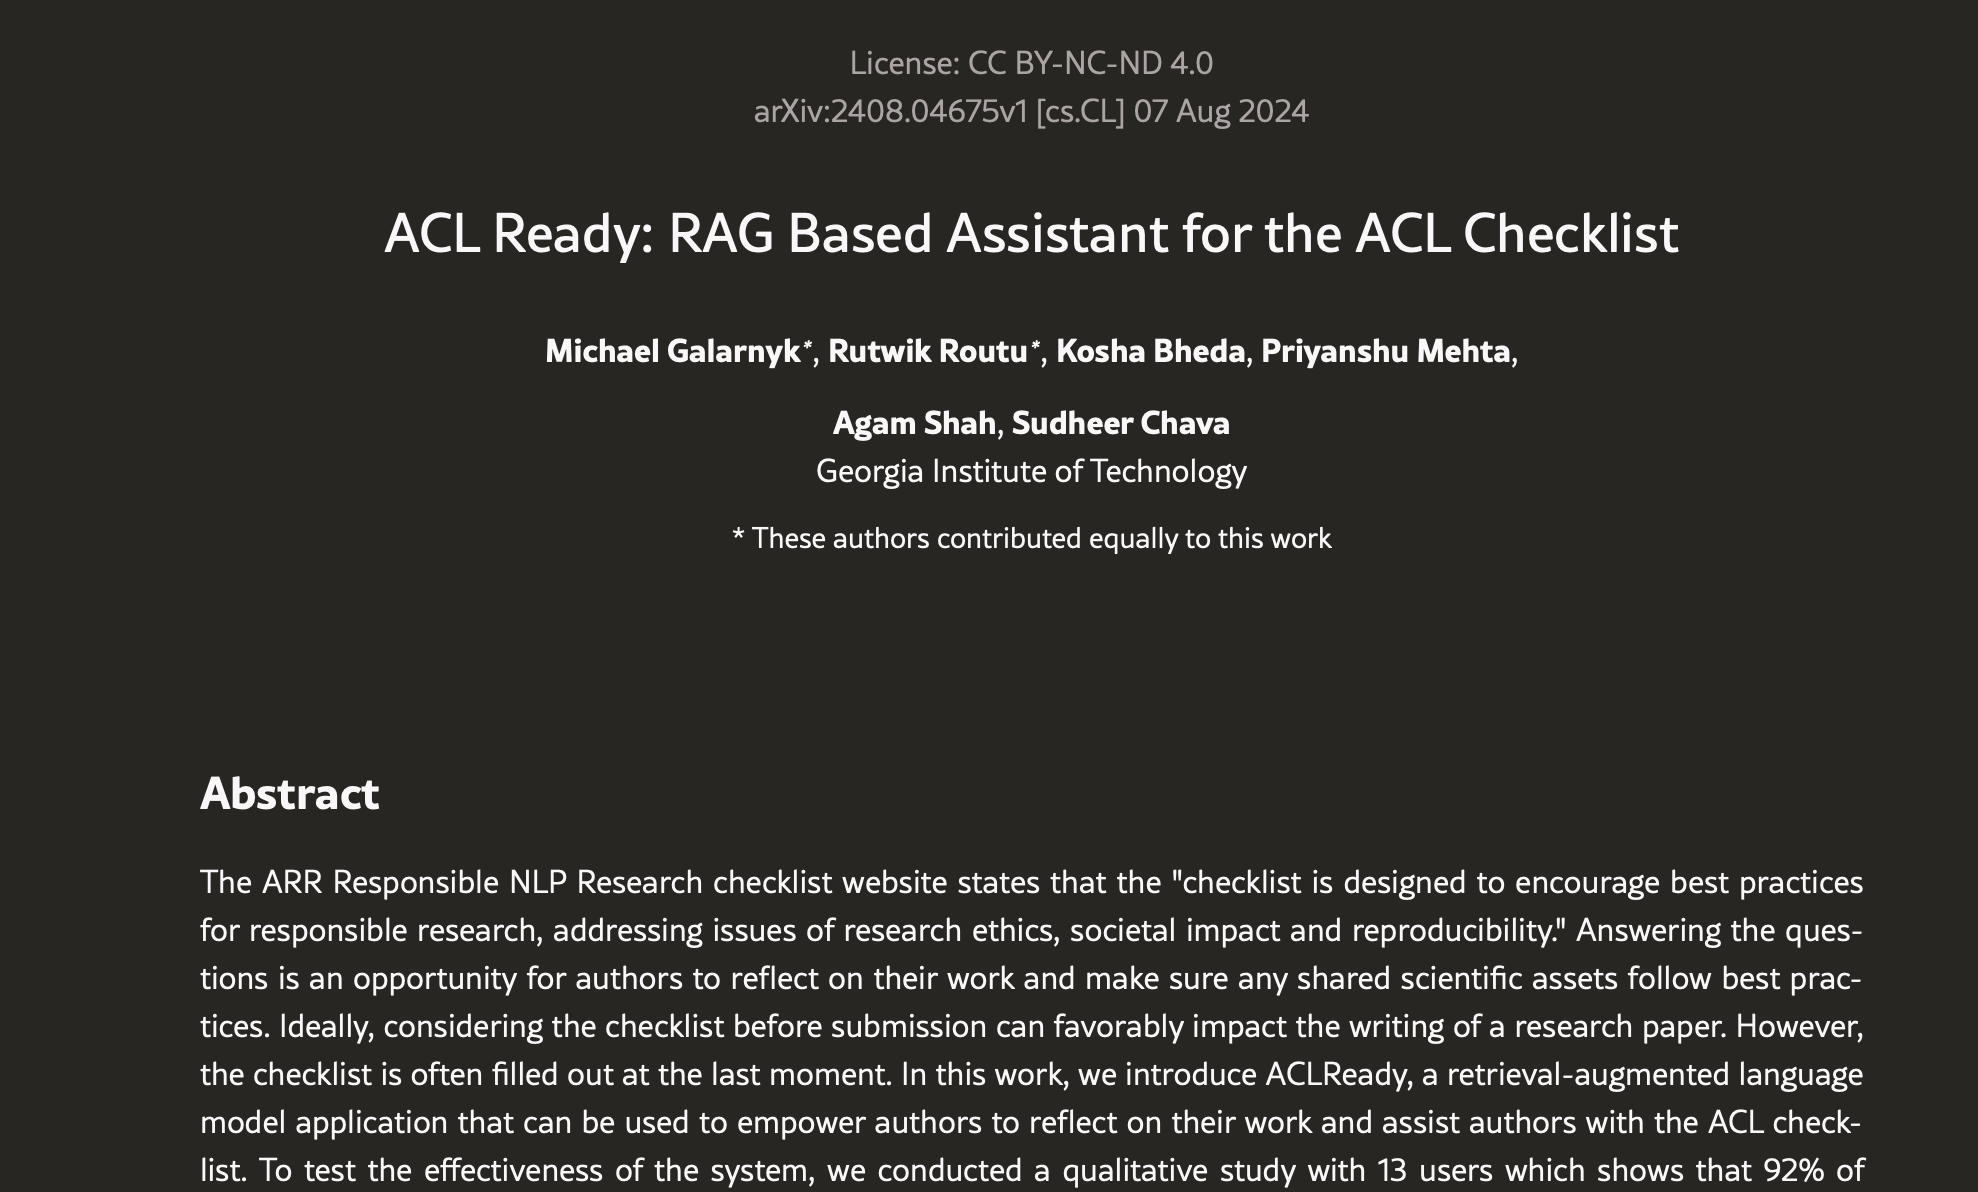 License: CC BY-NC-ND 4.0
arXiv:2408.04675v1 [cs.CL] 07 Aug 2024
ACL Ready: RAG Based Assistant for the ACL Checklist
Michael Galarnyk*, Rutwik Routu*, Kosha Bheda, Priyanshu Mehta,
Agam Shah, Sudheer Chava
Georgia Institute of Technology
* These authors contributed equally to this work
Abstract
The ARR Responsible NLP Research checklist website states that the "checklist is designed to encourage best practices
for responsible research, addressing issues of research ethics, societal impact and reproducibility." Answering the ques-
tions is an opportunity for authors to reflect on their work and make sure any shared scientific assets follow best prac-
tices. Ideally, considering the checklist before submission can favorably impact the writing of a research paper. However,
the checklist is often filled out at the last moment. In this work, we introduce ACLReady, a retrieval-augmented language
model application that can be used to empower authors to reflect on their work and assist authors with the ACL check-
list. To test the effectiveness of the system, we conducted a qualitative study with 13 users which shows that 92% of